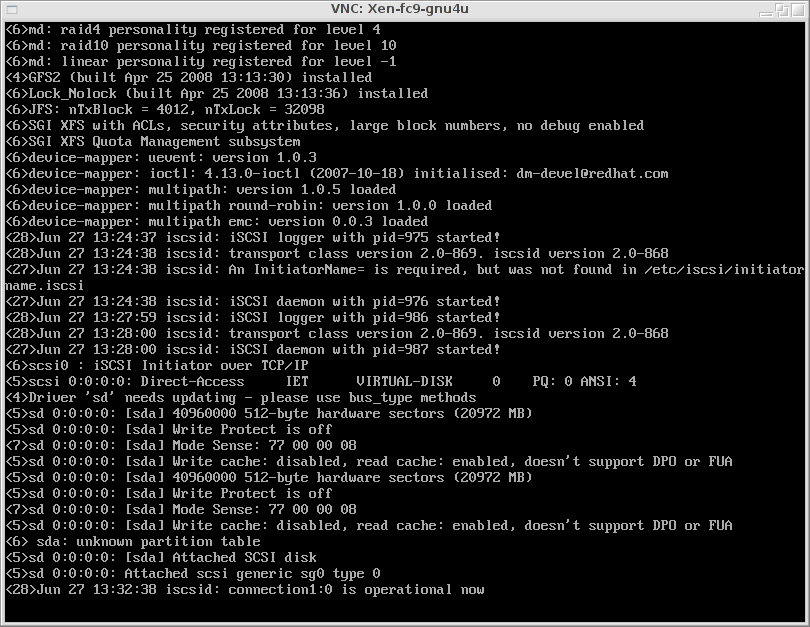 VNC: Xen-fc9-gnu4u
<6>md: raid4 personality registered for level 4
<6>md: raid10 personality registered for level 10
<6>md: linear personality registered for level -1
<4>GFS2 (built Apr 25 2008 13:13:30) installed
<6>Lock_Nolock (built Apr 25 2008 13:13:36) installed
<6>JFS: nTxBlock = 4012, nTxLock = 32098
<6>SGI XFS with ACLs, security attributes, large block numbers, no debug enabled
<6>SGI XFS Quota Management subsystem
<6>device-mapper: uevent: version 1.0.3
<6>device-mapper: ioctl: 4.13.0-ioctl (2007-10-18) initialised: dm-devel@redhat.com
<6>device-mapper: multipath: version 1.0.5 loaded
<6>device-mapper: multipath round-robin: version 1.0.0 loaded
<6>device-mapper: multipath emc: version 0.0.3 loaded
<28>Jun 27 13:24:37 iscsid: iSCSI logger with pid=975 started!
<28>Jun 27 13:24:38 iscsid: transport class version 2.0-869. iscsid version 2.0-868
<27>Jun 27 13:24:38 iscsid: An InitiatorName= is required, but was not found in /etc/iscsi/initiator
name.iscsi
<27>Jun 27 13:24:38 iscsid: iSCSI daemon with pid=976 started!
<28>Jun 27 13:27:59 iscsid: iSCSI logger with pid=986 started!
<28>Jun 27 13:28:00 iscsid: transport class version 2.0-869. iscsid version 2.0-868
<27>Jun 27 13:28:00 iscsid: iSCSI daemon with pid=987 started!
<6>scsi0 : iSCSI Initiator over TCP/IP
<5>scsi 0:0:0:0: Direct-Access     IET      VIRTUAL-DISK     0    PQ: 0 ANSI: 4
<4>Driver 'sd' needs updating - please use bus_type methods
<5>sd 0:0:0:0: [sda] 40960000 512-byte hardware sectors (20972 MB)
<5>sd 0:0:0:0: [sda] Write Protect is off
<7>sd 0:0:0:0: [sda] Mode Sense: 77 00 00 08
<5>sd 0:0:0:0: [sda] Write cache: disabled, read cache: enabled, doesn't support DPO or FUA
<5>sd 0:0:0:0: [sda] 40960000 512-byte hardware sectors (20972 MB)
<5>sd 0:0:0:0: [sda] Write Protect is off
<7>sd 0:0:0:0: [sda] Mode Sense: 77 00 00 08
<5>sd 0:0:0:0: [sda] Write cache: disabled, read cache: enabled, doesn't support DPO or FUA
<6> sda: unknown partition table
<5>sd 0:0:0:0: [sda] Attached SCSI disk
<5>sd 0:0:0:0: Attached scsi generic sg0 type 0
<28>Jun 27 13:32:38 iscsid: connection1:0 is operational now